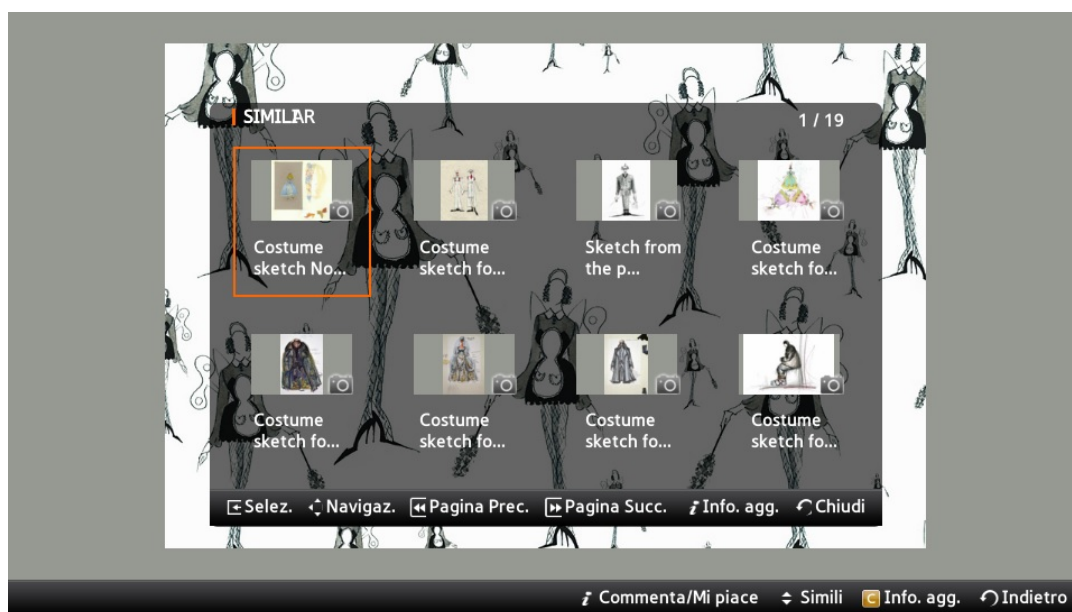 SIMILAR
1 / 19
Costume
sketch No...
Costume
sketch fo...
Sketch from
the p...
Costume
sketch fo...
Costume
sketch fo...
Costume
sketch fo...
Costume
sketch fo...
Costume
sketch fo...
Selez. Navigaz. Pagina Prec. Pagina Succ. i Info. agg. Chiudi
i Commenta/Mi piace Simili C Info. agg. Indietro